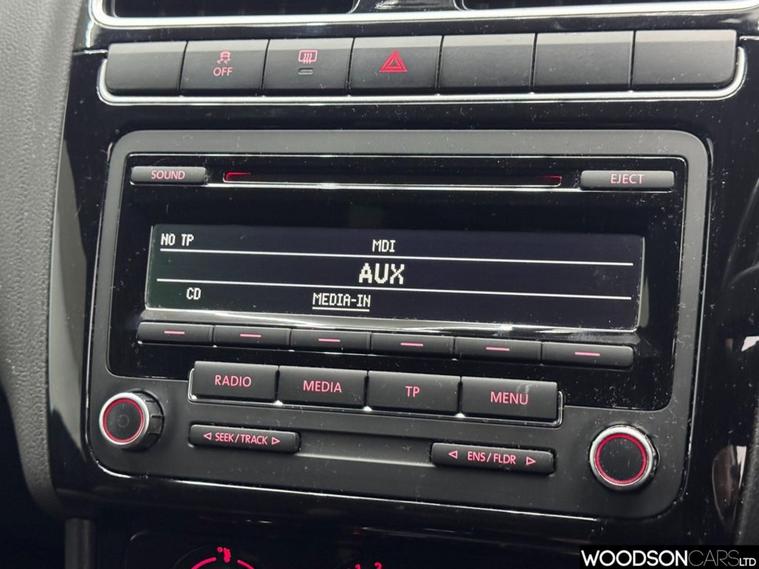 OFF
SOUND
EJECT
NO TP
MDI
AUX
CD
MEDIA-IN
RADIO
MEDIA
TP
MENU
◁ SEEK/TRACK ▷
◁ ENS/FLDR ▷
WOODSONCARSLTD